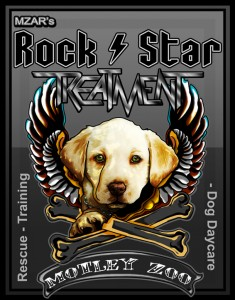 MZAR's
Rock Star
TREATMENT
Rescue - Training
- Dog Daycare
MOTLEY ZOO